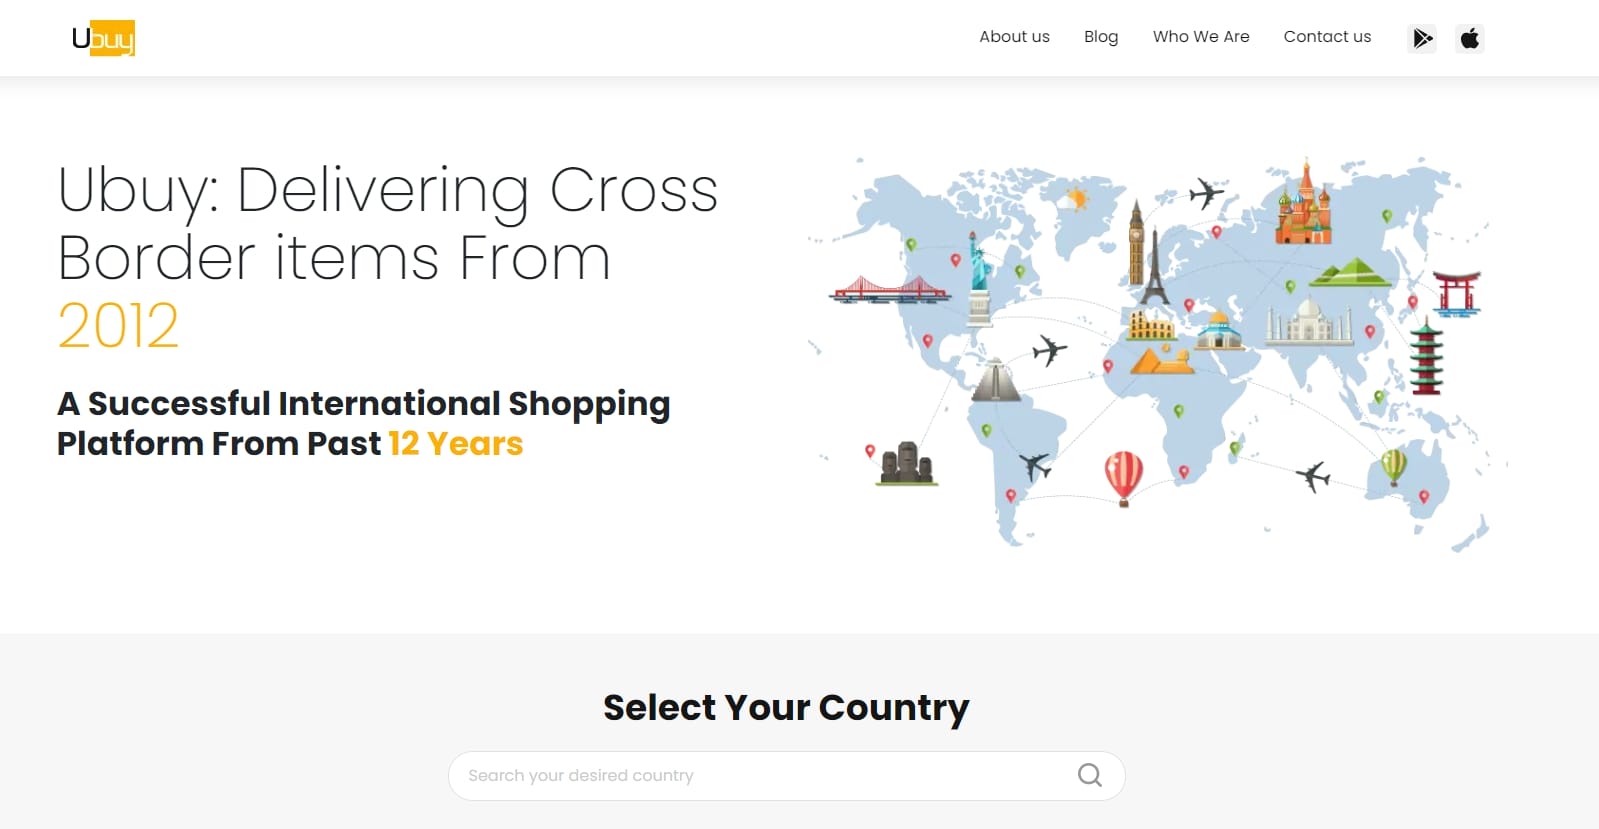 Ubuy
About us
Blog
Who We Are
Contact us
Ubuy: Delivering Cross
Border items From
2012
A Successful International Shopping
Platform From Past 12 Years
Select Your Country
Search your desired country